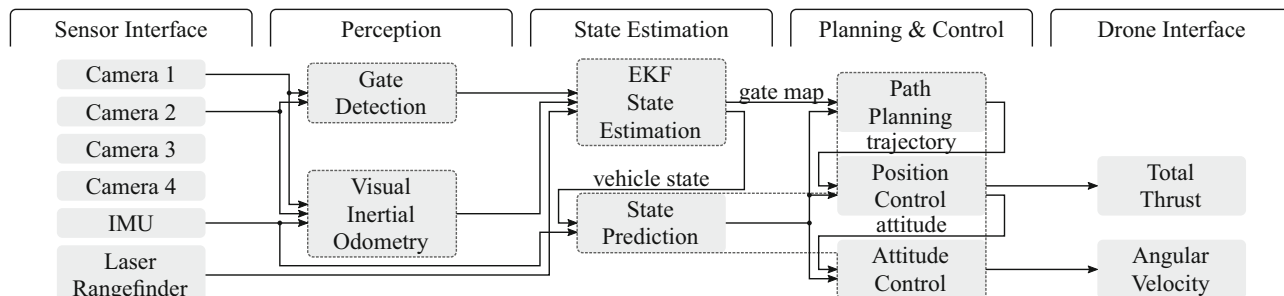 Sensor Interface
Perception
State Estimation
Planning & Control
Drone Interface
Camera 1
Camera 2
Camera 3
Camera 4
IMU
Laser
Rangefinder
Gate
Detection
Visual
Inertial
Odometry
EKF
State
Estimation
gate map
vehicle state
State
Prediction
Path
Planning
trajectory
Position
Control
attitude
Attitude
Control
Total
Thrust
Angular
Velocity